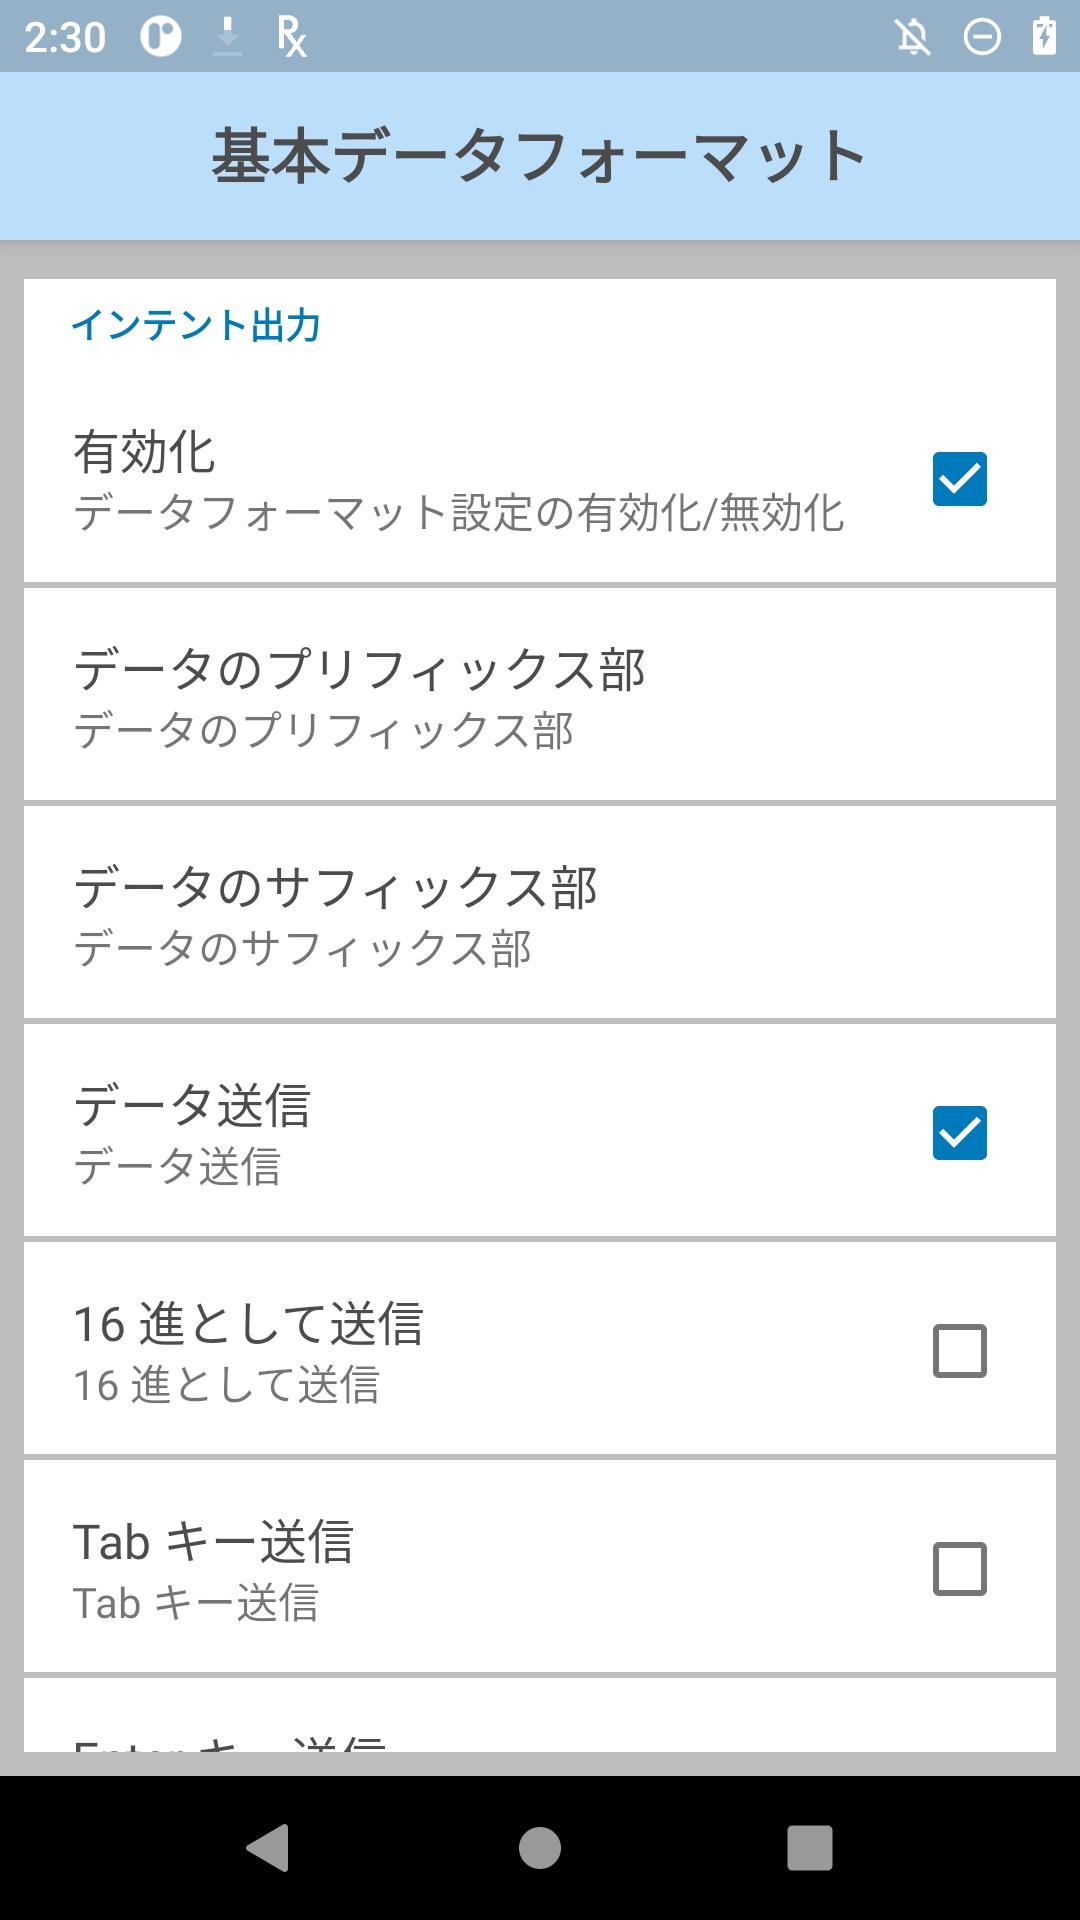 2:30
基本データフォーマット
インテント出力
有効化
データフォーマット設定の有効化/無効化
データのプリフィックス部
データのプリフィックス部
データのサフィックス部
データのサフィックス部
データ送信
データ送信
16 進として送信
16 進として送信
Tab キー送信
Tab キー送信
Enter キー送信